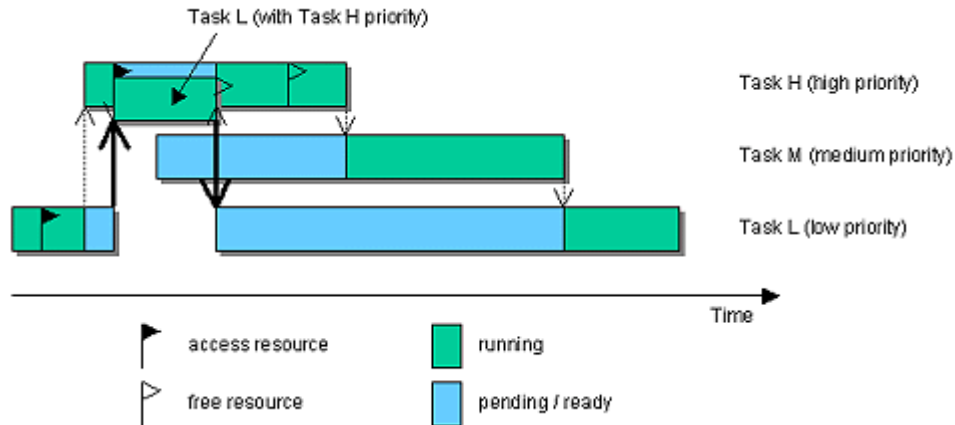 Task L (with Task H priority)
Task H (high priority)
Task M (medium priority)
Task L (low priority)
Time
access resource
running
free resource
pending / ready